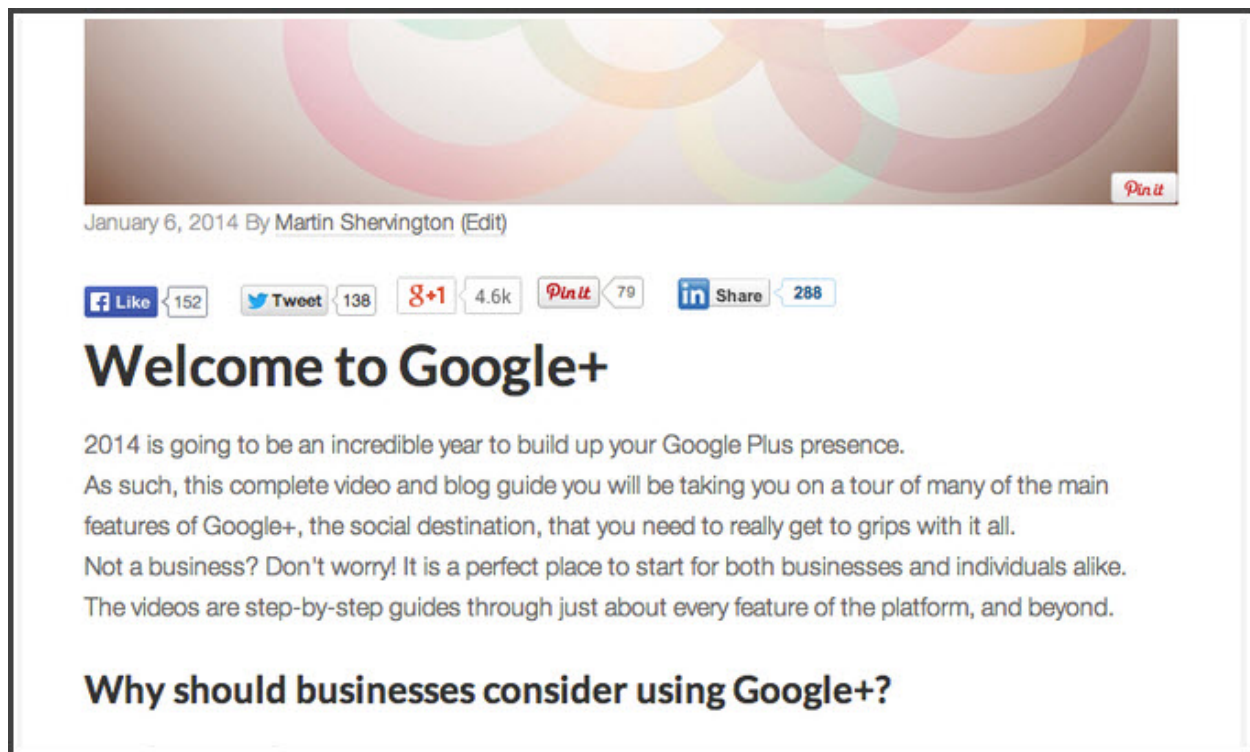 Pin it
January 6, 2014 By Martin Shervington (Edit)
Like 152 Tweet 138 g+1 4.6k Pin it 79 in Share 288
Welcome to Google+
2014 is going to be an incredible year to build up your Google Plus presence.
As such, this complete video and blog guide you will be taking you on a tour of many of the main
features of Google+, the social destination, that you need to really get to grips with it all.
Not a business? Don't worry! It is a perfect place to start for both businesses and individuals alike.
The videos are step-by-step guides through just about every feature of the platform, and beyond.
Why should businesses consider using Google+?